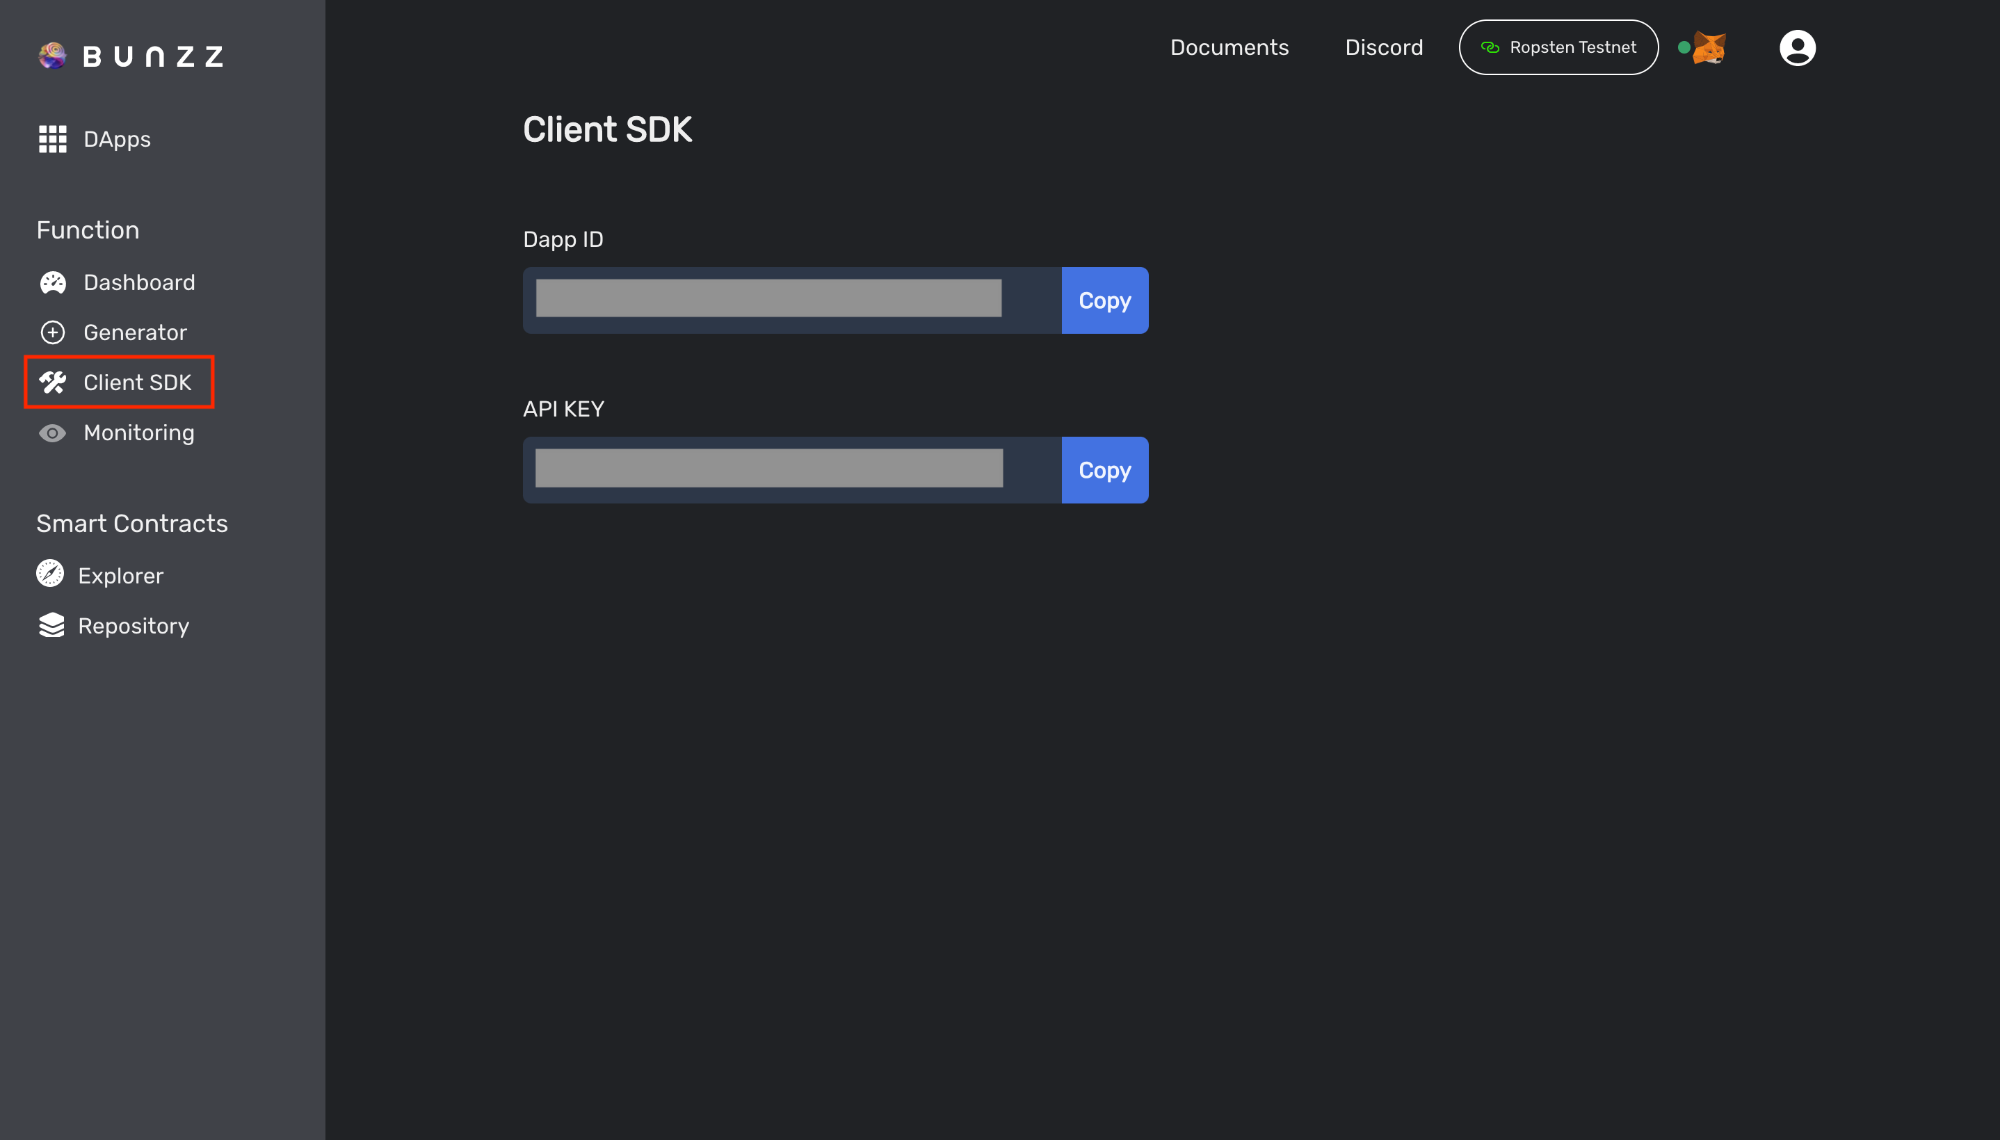 BUNZZ
DApps
Function
Dashboard
Generator
Client SDK
Monitoring
Smart Contracts
Explorer
Repository
Documents
Discord
Ropsten Testnet
Client SDK
Dapp ID
Copy
API KEY
Copy